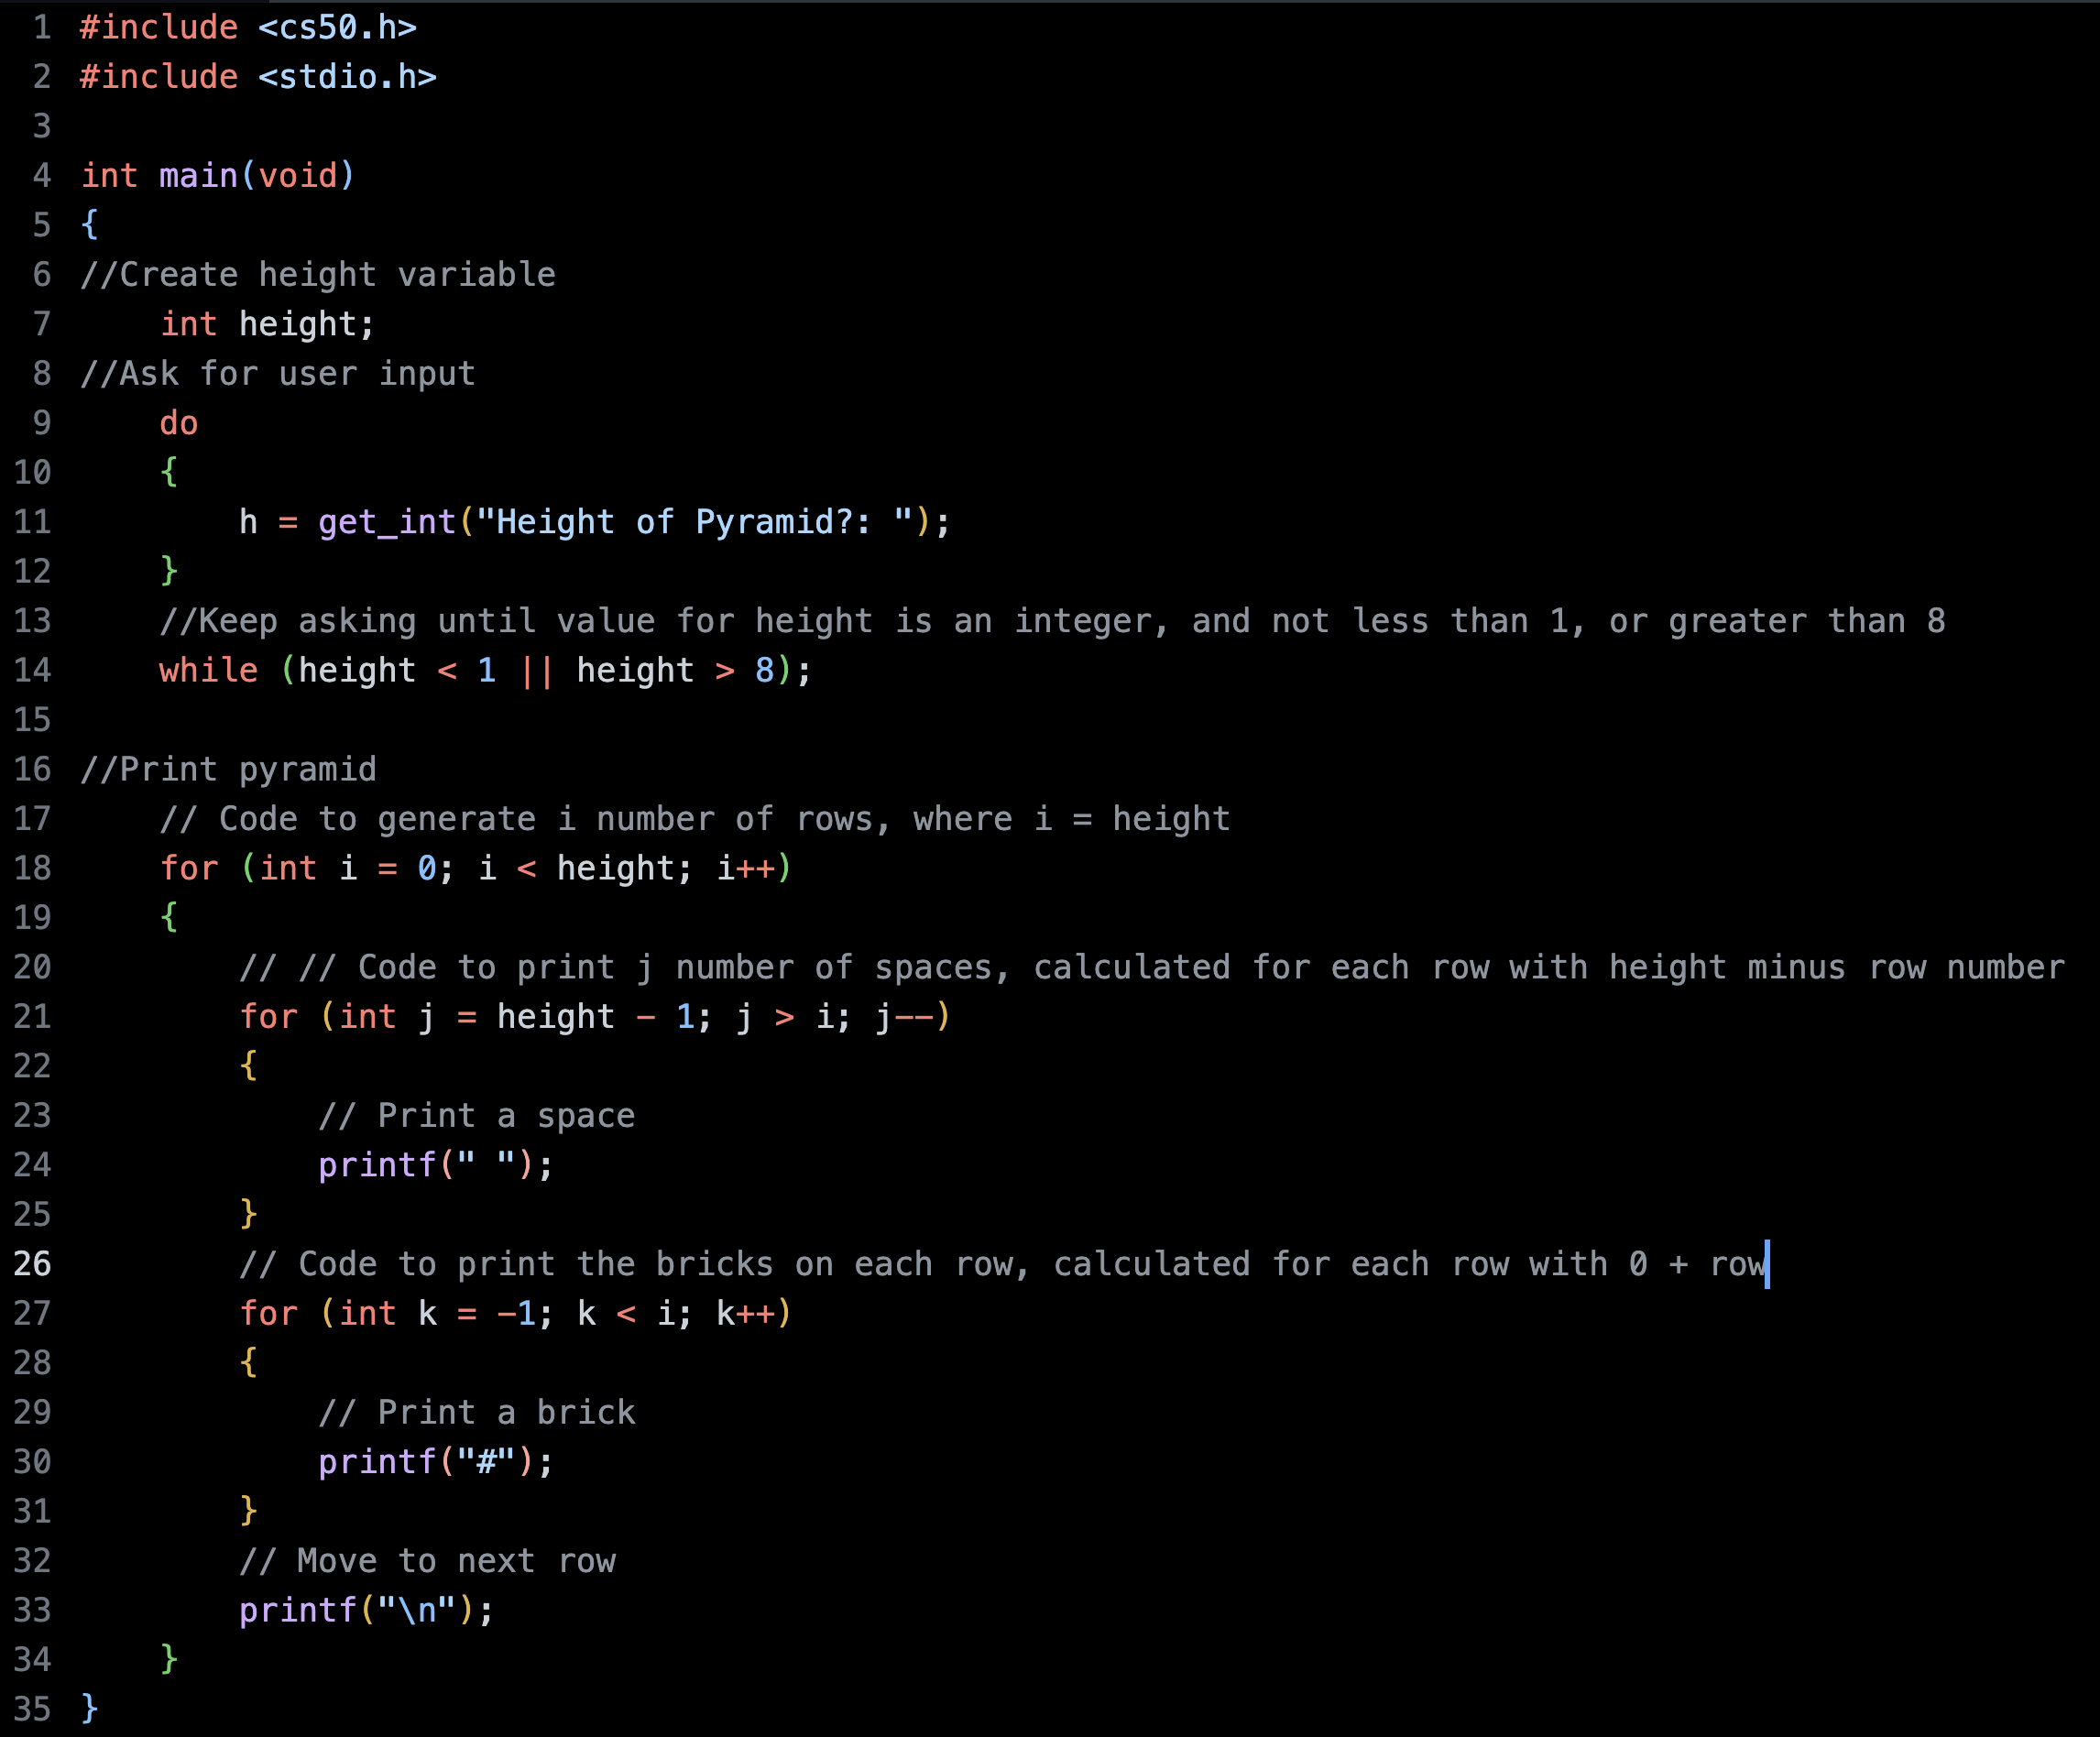 1 #include <cs50.h>
2 #include <stdio.h>
3
4 int main(void)
5 {
6 //Create height variable
7     int height;
8 //Ask for user input
9     do
10     {
11         h = get_int("Height of Pyramid?: ");
12     }
13     //Keep asking until value for height is an integer, and not less than 1, or greater than 8
14     while (height < 1 || height > 8);
15
16 //Print pyramid
17     // Code to generate i number of rows, where i = height
18     for (int i = 0; i < height; i++)
19     {
20         // // Code to print j number of spaces, calculated for each row with height minus row number
21         for (int j = height - 1; j > i; j--)
22         {
23             // Print a space
24             printf(" ");
25         }
26         // Code to print the bricks on each row, calculated for each row with 0 + row
27         for (int k = -1; k < i; k++)
28         {
29             // Print a brick
30             printf("#");
31         }
32         // Move to next row
33         printf("\n");
34     }
35 }